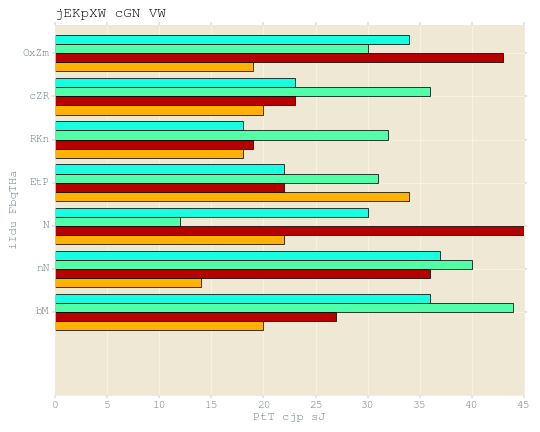 jEKpXW cGN VW
OxZm
cZR
RKn
EtP
N
nN
bM
iIdu FbqTHa
0 5 10 15 20 25 30 35 40 45
PtT cjp sJ